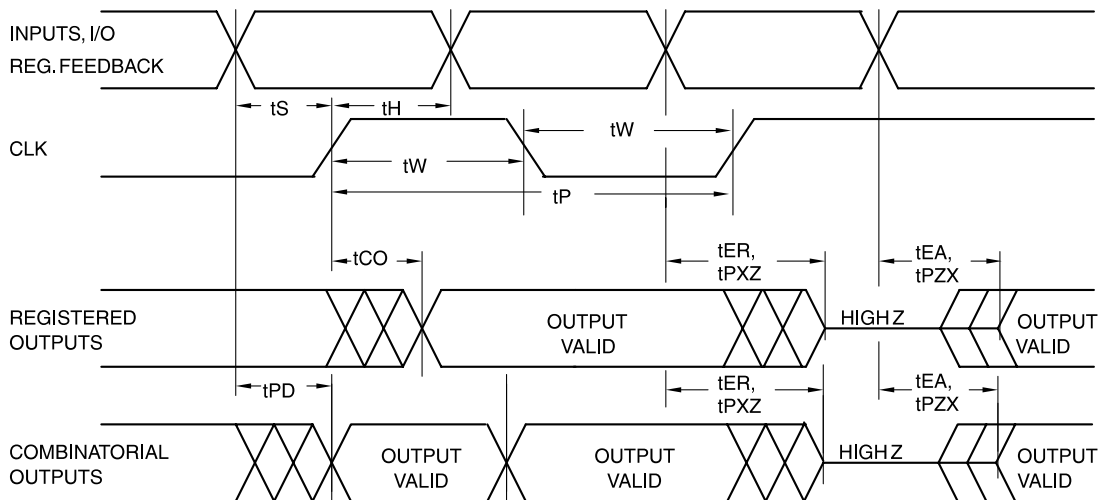 INPUTS, I/O
REG. FEEDBACK
tS
tH
CLK
tW
tW
tP
tCO
tER,
tPXZ
tEA,
tPZX
REGISTERED
OUTPUTS
OUTPUT
VALID
HIGH Z
OUTPUT
VALID
tPD
tER,
tPXZ
tEA,
tPZX
COMBINATORIAL
OUTPUTS
OUTPUT
VALID
OUTPUT
VALID
HIGH Z
OUTPUT
VALID